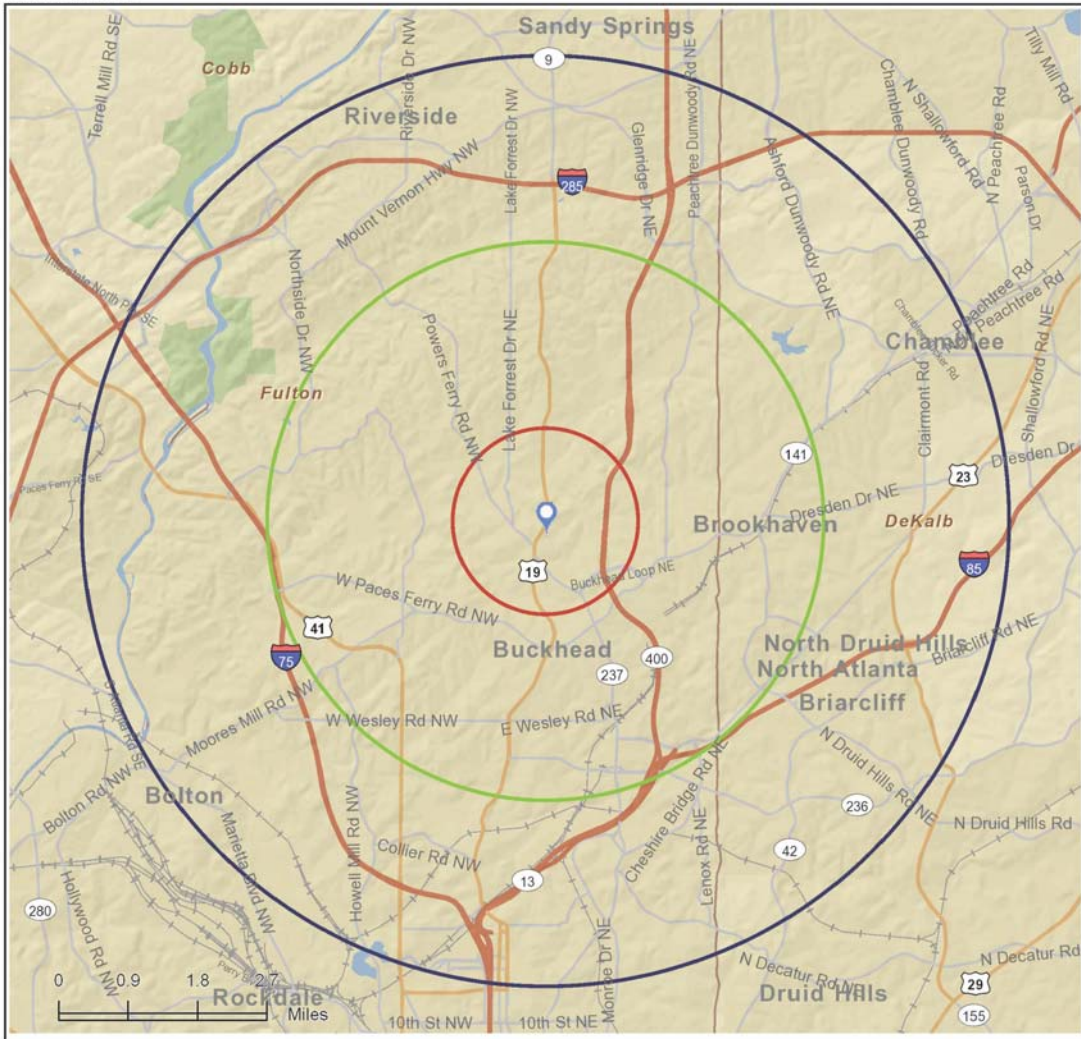 Sandy Springs
Cobb
9
Terrell Mill Rd SE
Riverside Dr NW
Riverside
Peachtree Dunwoody Rd NE
Tilly Mill Rd
N Shallowford Rd
Chamblee Dunwoody Rd
N Peachtree Rd
Lake Forrest Dr NW
Glenridge Dr NE
Ashford Dunwoody Rd NE
Parson Dr
285
Mount Vernon Hwy NW
Northside Dr NW
Powers Ferry Rd NW
Lake Forrest Dr NE
Peachtree Rd
Peachtree Rd
Chamblee
Shallowford Rd NE
Clairmont Rd
Fulton
141
23
Dresden Dr
Paces Ferry Rd SE
Dresden Dr NE
Brookhaven
DeKalb
85
19
Buckhead Loop NE
W Paces Ferry Rd NW
41
75
Buckhead
400
237
North Druid Hills
North Atlanta
Briarcliff
Briarcliff Rd NE
Moores Mill Rd NW
W Wesley Rd NW
E Wesley Rd NE
S Atlanta Rd SE
N Druid Hills Rd NE
Cheshire Bridge Rd NE
Bolton Rd NW
Bolton
Marietta Blvd NW
Howell Mill Rd NW
Collier Rd NW
236
N Druid Hills Rd
Lenox Rd NE
42
13
280
Hollywood Rd NW
Monroe Dr NE
N Decatur Rd NE
N Decatur Rd
Druid Hills
29
155
Rockdale
0 0.9 1.8 2.7
Miles
10th St NW
10th St NE